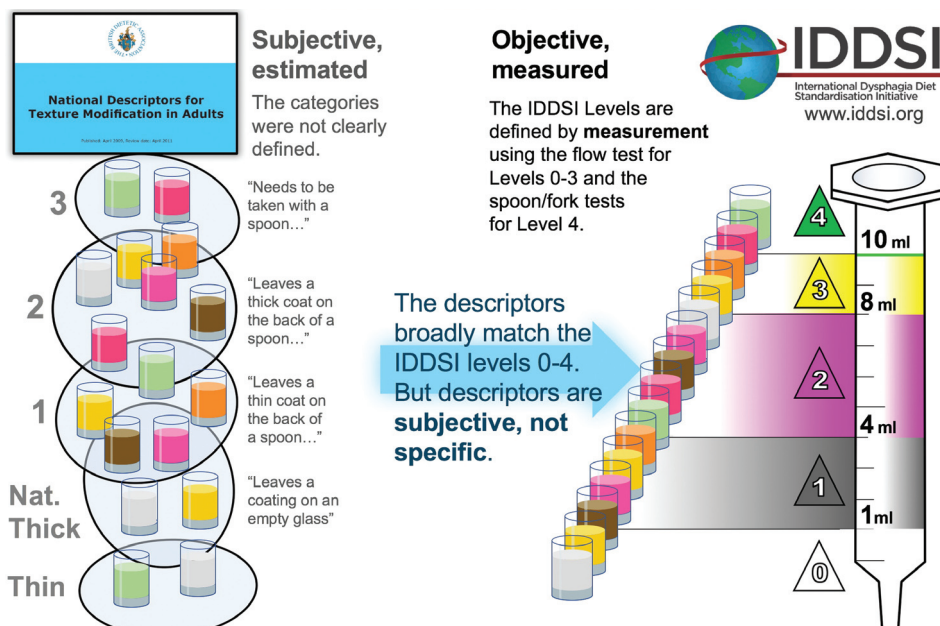 THE BRITISH DIETETIC ASSOCIATION
National Descriptors for
Texture Modification in Adults
Subjective,
estimated
The categories
were not clearly
defined.
3
"Needs to be
taken with a
spoon…"
2
"Leaves a
thick coat on
the back of a
spoon…"
1
"Leaves a
thin coat on
the back of
a spoon…"
Nat.
Thick
"Leaves a
coating on an
empty glass"
Thin
The descriptors
broadly match the
IDDSI levels 0-4.
But descriptors are
subjective, not
specific.
Objective,
measured
The IDDSI Levels are
defined by measurement
using the flow test for
Levels 0-3 and the
spoon/fork tests
for Level 4.
IDDSI
International Dysphagia Diet
Standardisation Initiative
www.iddsi.org
4
10 ml
3
8 ml
2
4 ml
1
1 ml
0